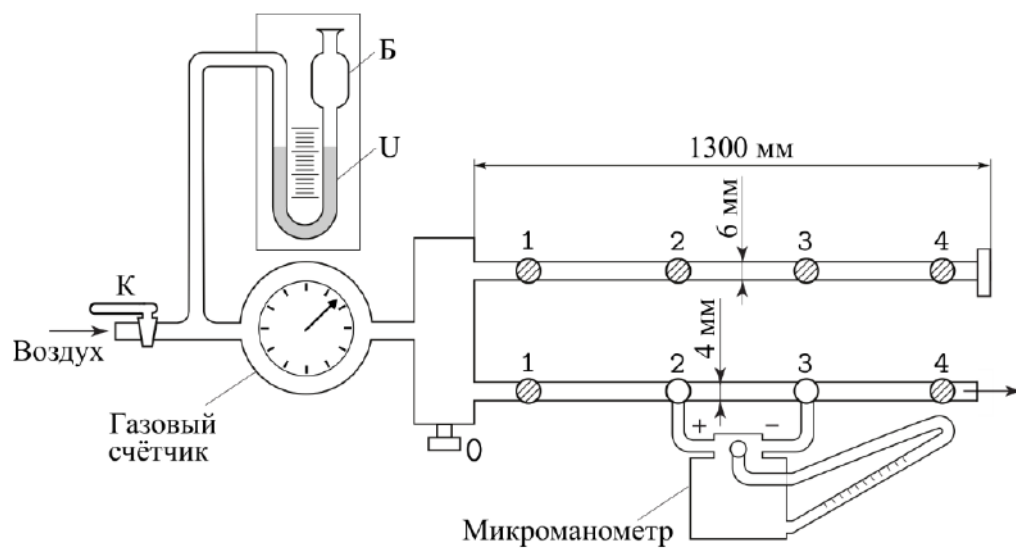 Б
U
1300 мм
1
2
6 мм
3
4
К
Воздух
1
2
4 мм
3
4
+
−
Газовый
счётчик
0
Микроманометр